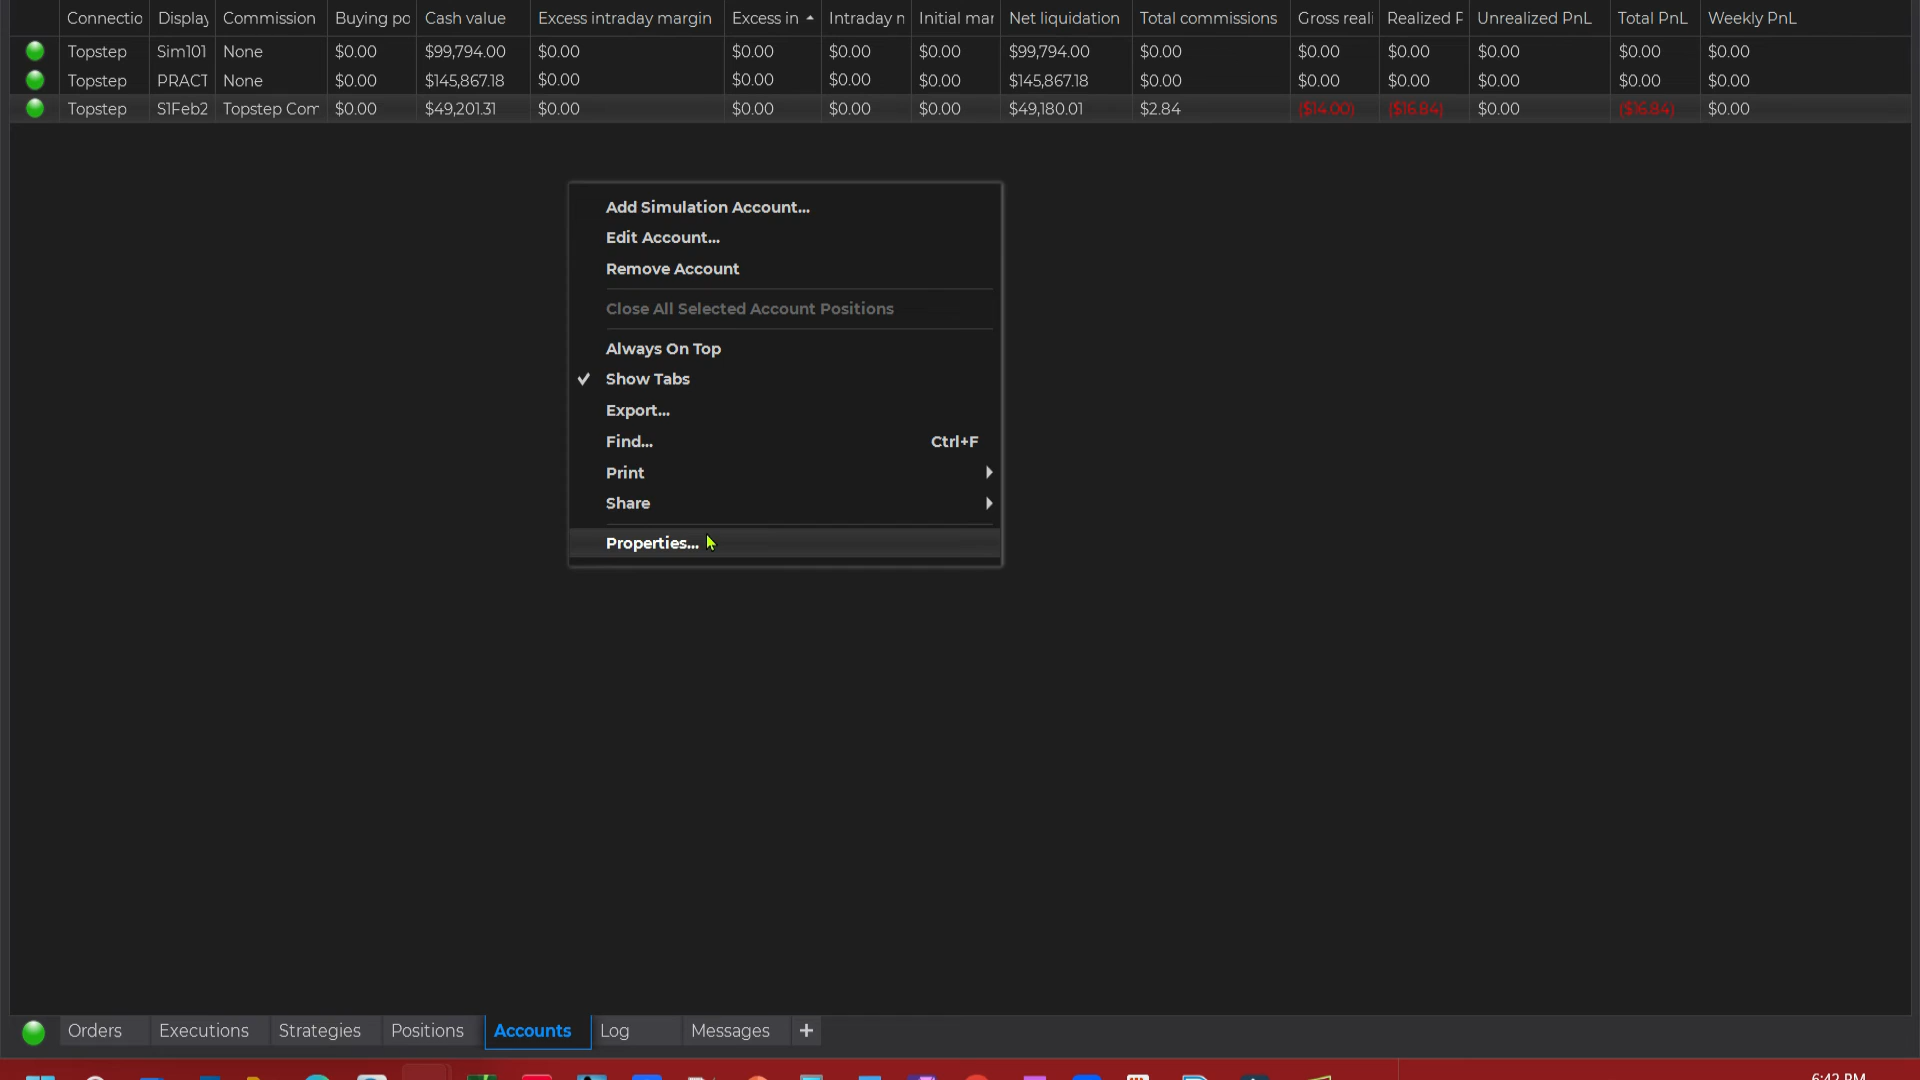 Connectio Display Commission Buying po Cash value Excess intraday margin Excess in Intraday n Initial mar Net liquidation Total commissions Gross reali Realized P Unrealized PnL Total PnL Weekly PnL
Topstep Sim101 None $0.00 $99,794.00 $0.00 $0.00 $0.00 $0.00 $99,794.00 $0.00 $0.00 $0.00 $0.00 $0.00 $0.00
Topstep PRACT None $0.00 $145,867.18 $0.00 $0.00 $0.00 $0.00 $145,867.18 $0.00 $0.00 $0.00 $0.00 $0.00 $0.00
Topstep S1Feb2 Topstep Com $0.00 $49,201.31 $0.00 $0.00 $0.00 $0.00 $49,180.01 $2.84 ($14.00) ($16.84) $0.00 ($16.84) $0.00
Add Simulation Account...
Edit Account...
Remove Account
Close All Selected Account Positions
Always On Top
Show Tabs
Export...
Find... Ctrl+F
Print
Share
Properties...
Orders Executions Strategies Positions Accounts Log Messages +
6:42 PM